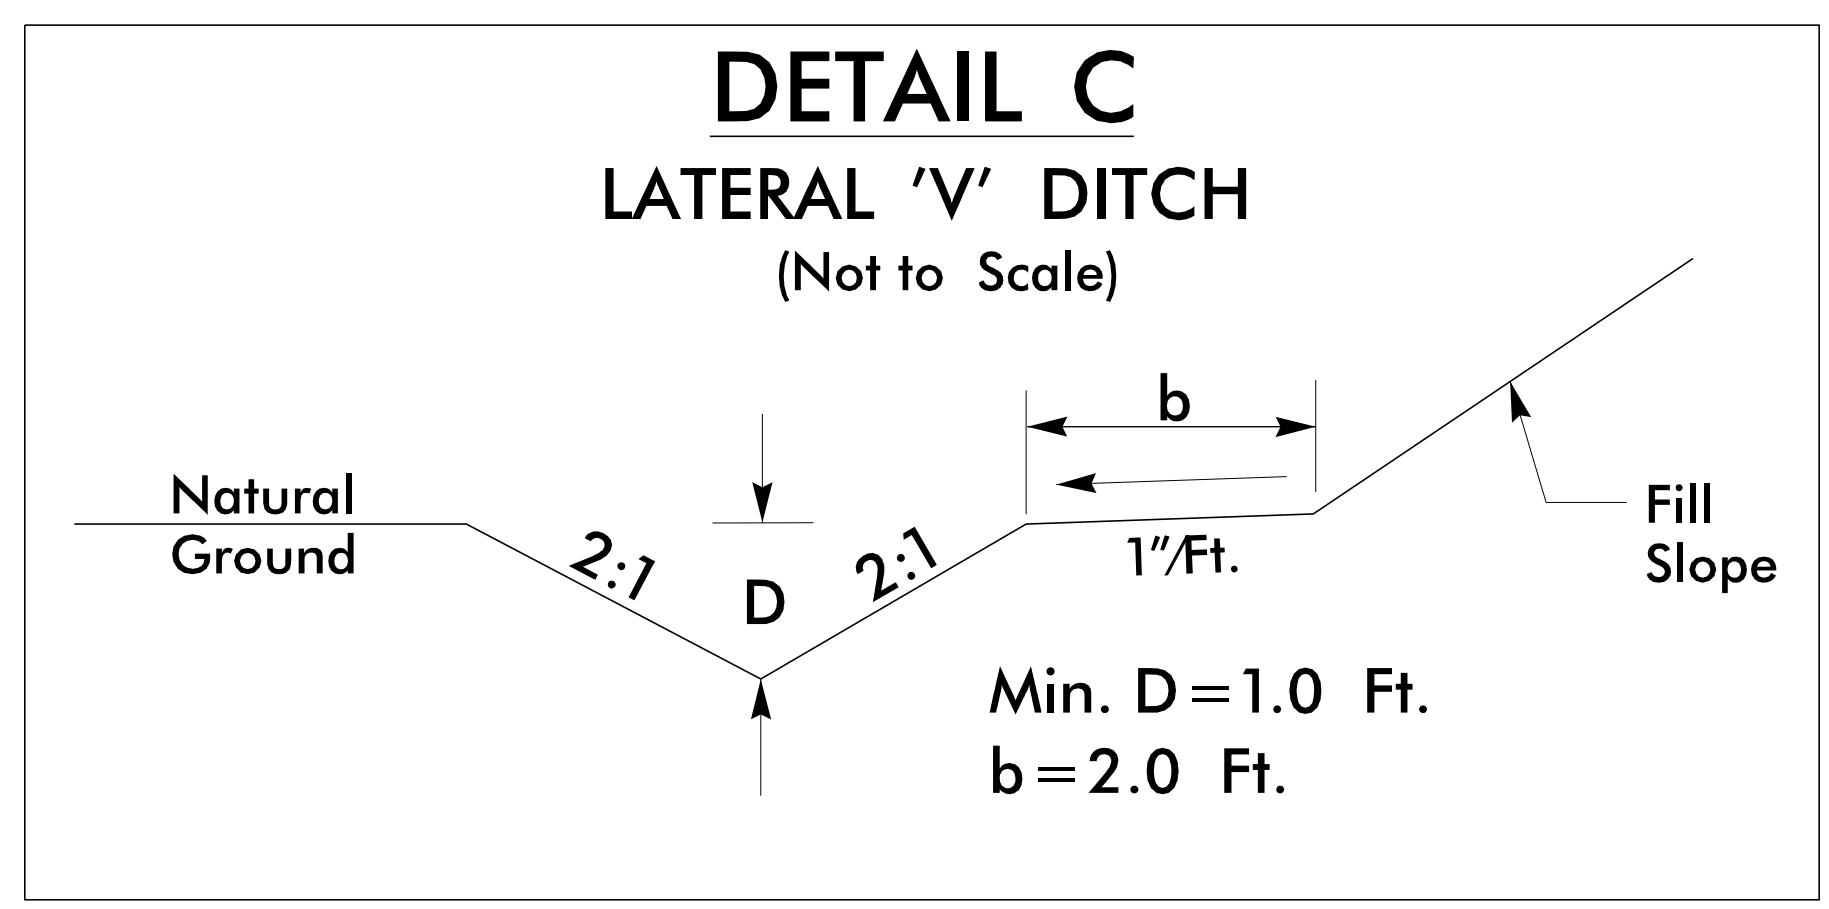 DETAIL C
LATERAL 'V' DITCH
(Not to Scale)
b
Natural
Ground
2:1
D
2:1
1"/Ft.
Fill
Slope
Min. D=1.0 Ft.
b=2.0 Ft.